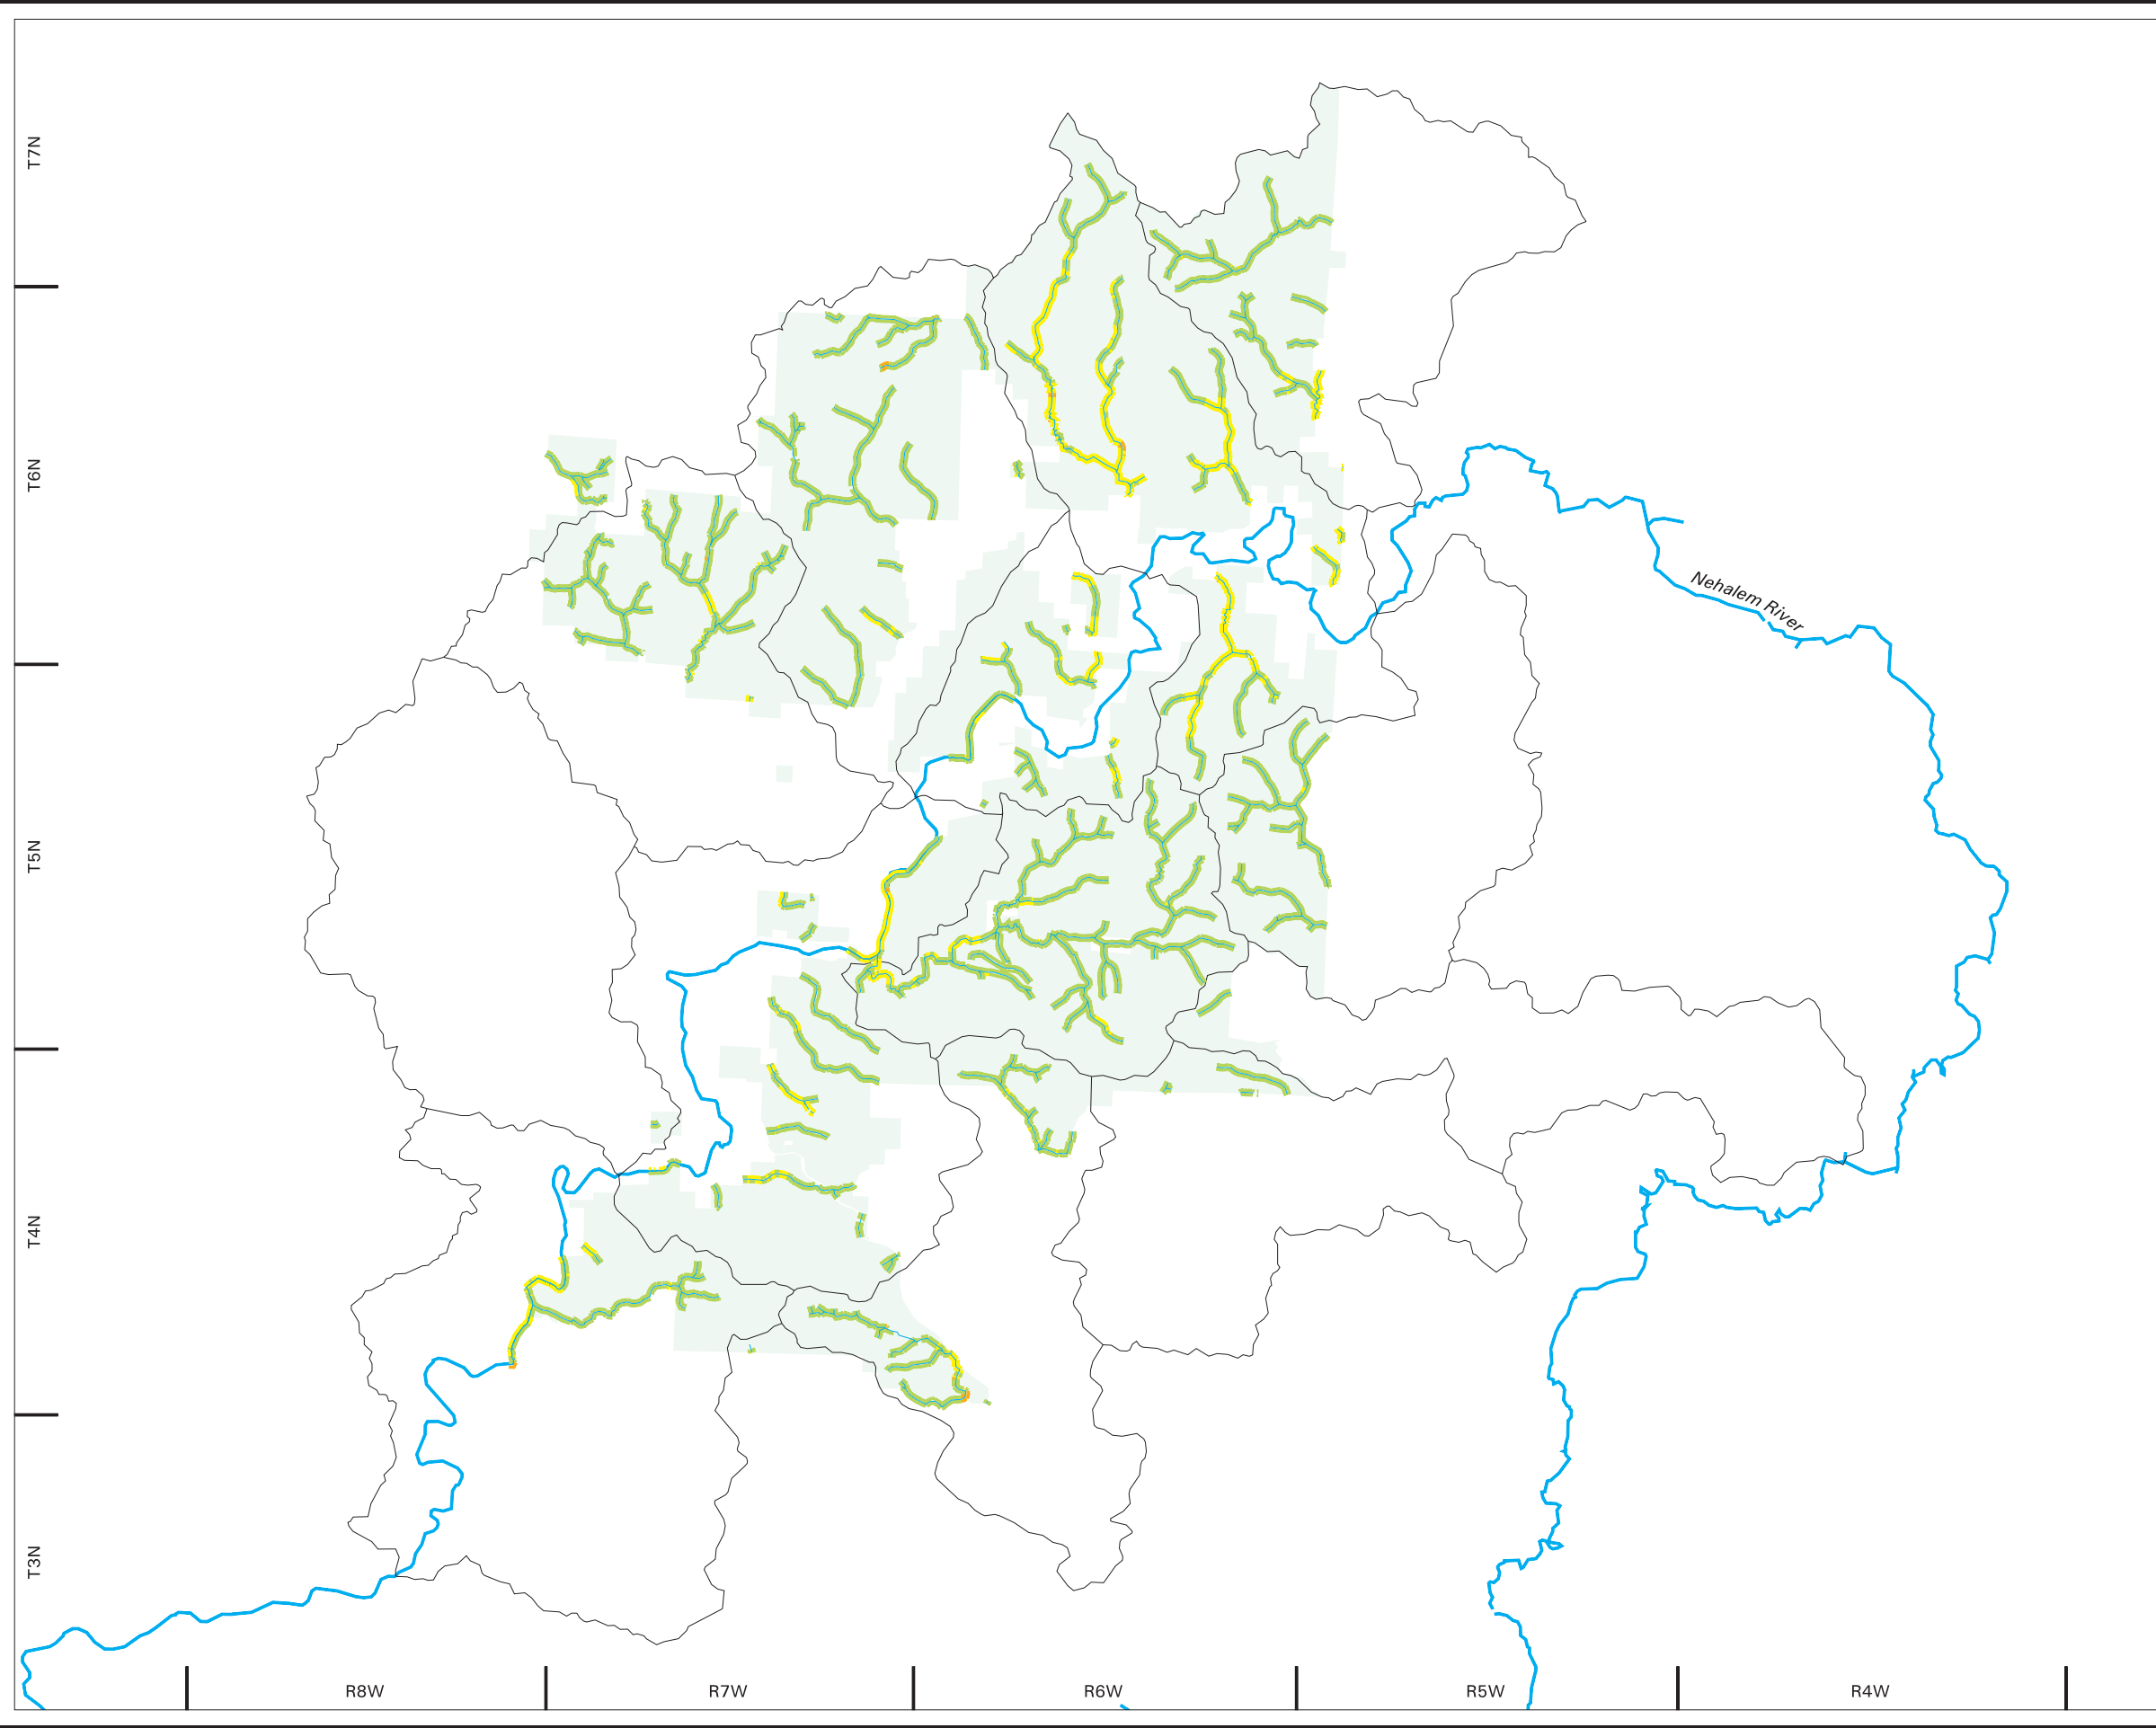 T7N
T6N
Nehalem River
T5N
T4N
T3N
R8W
R7W
R6W
R5W
R4W